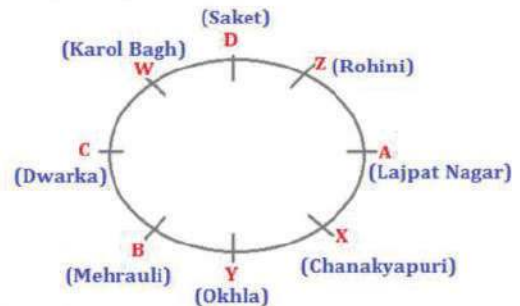 (Saket)
D
(Karol Bagh)
W
Z (Rohini)
C
A
(Dwarka)
(Lajpat Nagar)
B
X
(Mehrauli)
Y
(Chanakyapuri)
(Okhla)